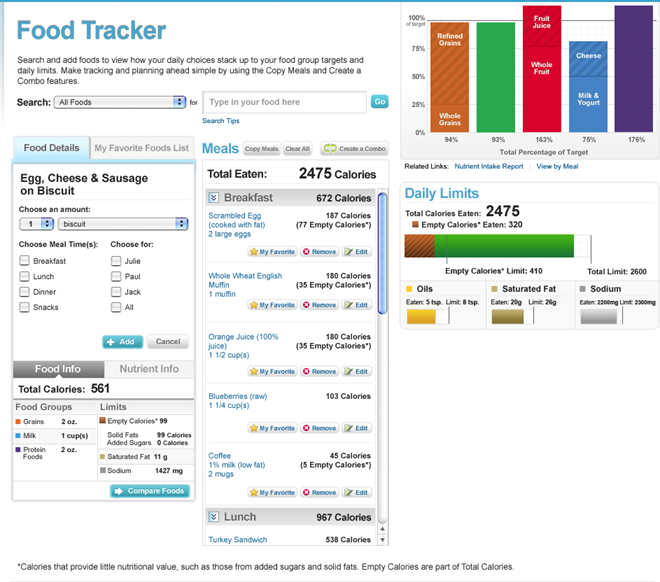 Food Tracker
Search and add foods to view how your daily choices stack up to your food group targets and
daily limits. Make tracking and planning ahead simple by using the Copy Meals and Create a
Combo features.
Search: All Foods for Type in your food here Go
Search Tips
Food Details My Favorite Foods List
Egg, Cheese & Sausage
on Biscuit
Choose an amount:
1 biscuit
Choose Meal Time(s): Choose for:
Breakfast Julie
Lunch Paul
Dinner Jack
Snacks All
Add Cancel
Food Info Nutrient Info
Total Calories: 561
Food Groups Limits
Grains 2 oz. Empty Calories* 99
Milk 1 cup(s) Solid Fats 99 Calories
Added Sugars 0 Calories
Protein Foods 2 oz. Saturated Fat 11 g
Sodium 1427 mg
Compare Foods
Meals Copy Meals Clear All Create a Combo
Total Eaten: 2475 Calories
Breakfast 672 Calories
Scrambled Egg 187 Calories
(cooked with fat) (77 Empty Calories*)
2 large eggs
My Favorite Remove Edit
Whole Wheat English 180 Calories
Muffin (35 Empty Calories*)
1 muffin
My Favorite Remove Edit
Orange Juice (100% 180 Calories
juice) (35 Empty Calories*)
1 1/2 cup(s)
My Favorite Remove Edit
Blueberries (raw) 103 Calories
1 1/4 cup(s)
My Favorite Remove Edit
Coffee 45 Calories
1% milk (low fat) (5 Empty Calories*)
2 mugs
My Favorite Remove Edit
Lunch 967 Calories
Turkey Sandwich 538 Calories
100%
of target
75%
50%
25%
0%
Refined
Grains
Whole
Grains
Fruit
Juice
Whole
Fruit
Cheese
Milk &
Yogurt
94% 93% 163% 75% 176%
Total Percentage of Target
Related Links: Nutrient Intake Report | View by Meal
Daily Limits
Total Calories Eaten: 2475
Empty Calories* Eaten: 320
Empty Calories* Limit: 410 Total Limit: 2600
Oils Saturated Fat Sodium
Eaten: 5 tsp. Limit: 8 tsp. Eaten: 20g Limit: 26g Eaten: 2200mg Limit: 2300mg
*Calories that provide little nutritional value, such as those from added sugars and solid fats. Empty Calories are part of Total Calories.